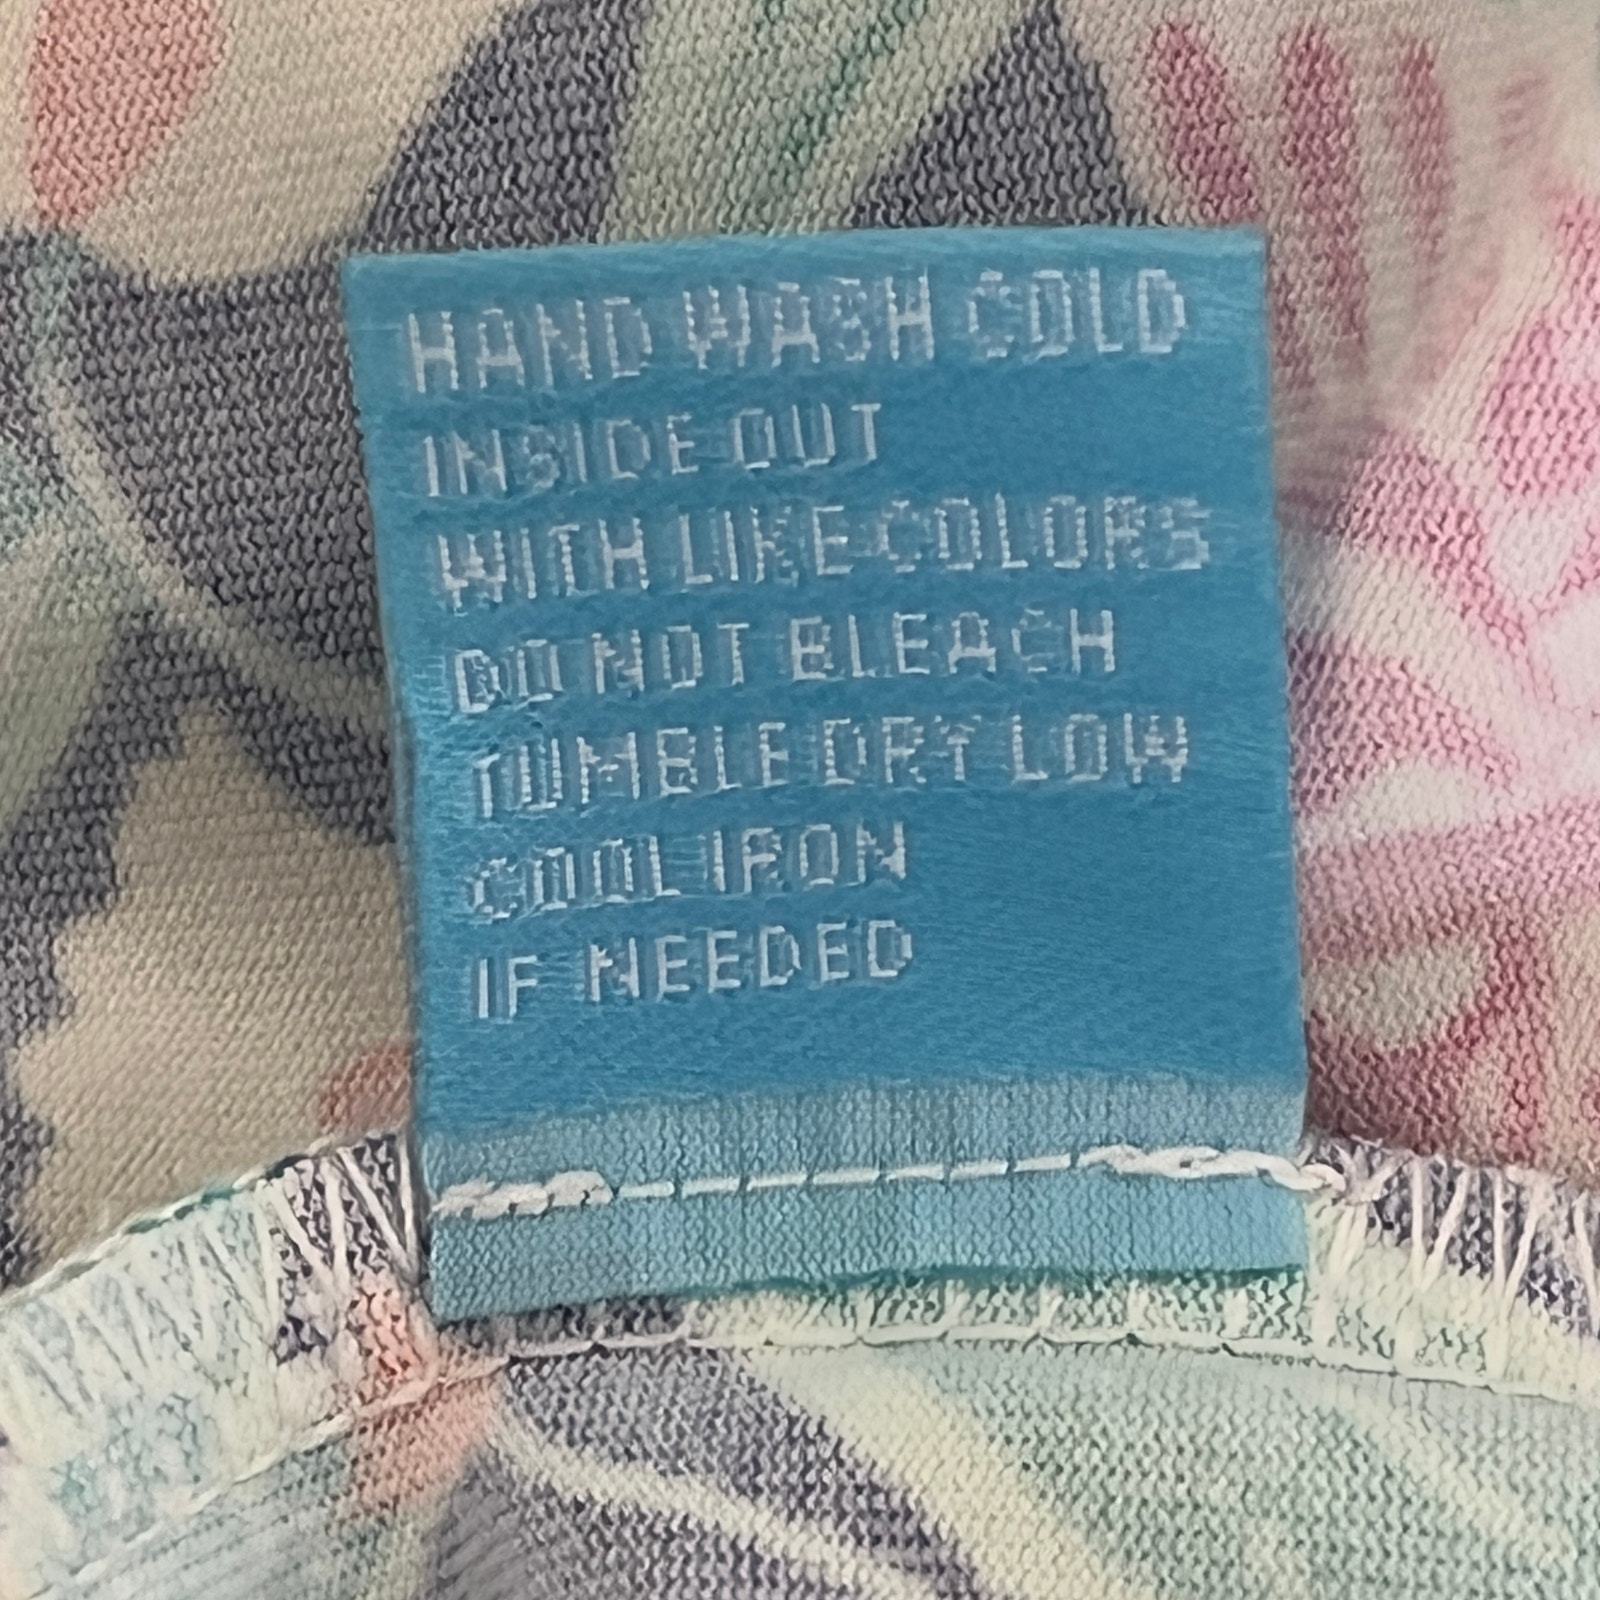 HAND WASH COLD
INSIDE OUT
WITH LIKE COLORS
DO NOT BLEACH
TUMBLE DRY LOW
COOL IRON
IF NEEDED